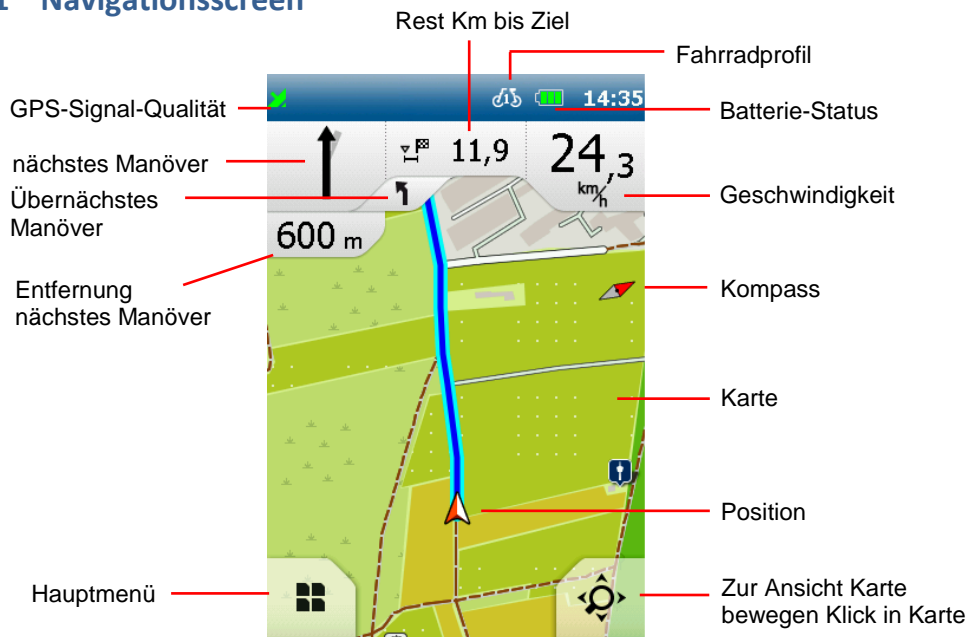 1 Navigationsscreen
Rest Km bis Ziel
Fahrradprofil
GPS-Signal-Qualität
14:35
Batterie-Status
nächstes Manöver
11,9
24,3
km/h
Geschwindigkeit
Übernächstes
Manöver
600 m
Entfernung
nächstes Manöver
Kompass
Karte
Position
Hauptmenü
Zur Ansicht Karte
bewegen Klick in Karte